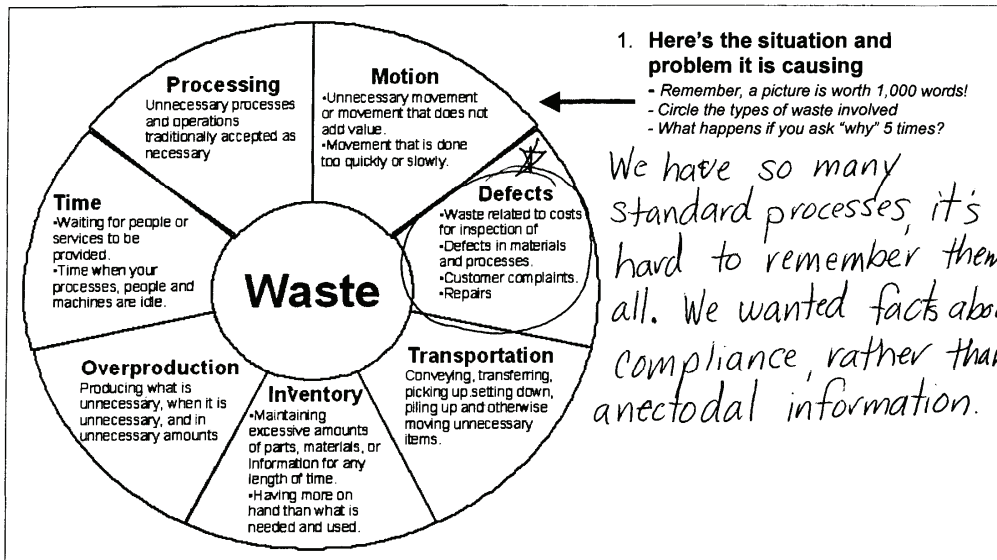 Processing
Unnecessary processes
and operations
traditionally accepted as
necessary
Motion
•Unnecessary movement
or movement that does not
add value.
•Movement that is done
too quickly or slowly.
Time
•Waiting for people or
services to be
provided.
•Time when your
processes, people and
machines are idle.
Defects
•Waste related to costs
for inspection of
•Defects in materials
and processes.
•Customer complaints.
•Repairs
Waste
Overproduction
Producing what is
unnecessary, when it is
unnecessary, and in
unnecessary amounts
Inventory
•Maintaining
excessive amounts
of parts, materials, or
information for any
length of time.
•Having more on
hand than what is
needed and used.
Transportation
Conveying, transferring,
picking up,setting down,
piling up and otherwise
moving unnecessary
items.
1. Here's the situation and
problem it is causing
- Remember, a picture is worth 1,000 words!
- Circle the types of waste involved
- What happens if you ask "why" 5 times?
We have so many
standard processes, it's
hard to remember them
all. We wanted facts
compliance, rather than
anectodal information.